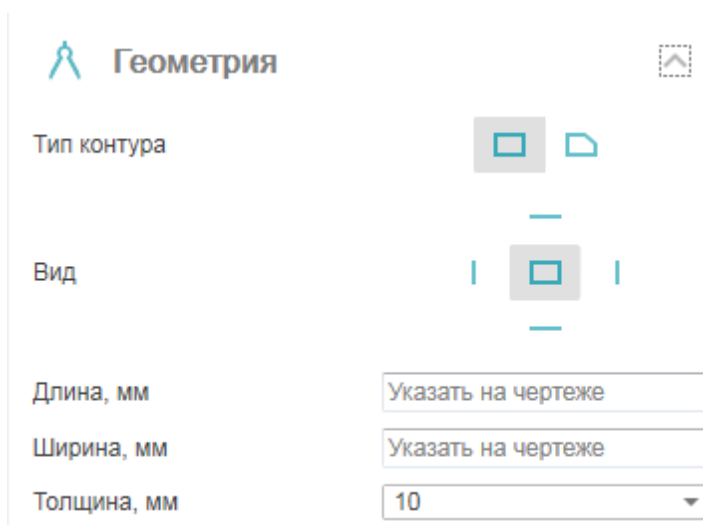 Геометрия
Тип контура
Вид
Длина, мм Указать на чертеже
Ширина, мм Указать на чертеже
Толщина, мм 10